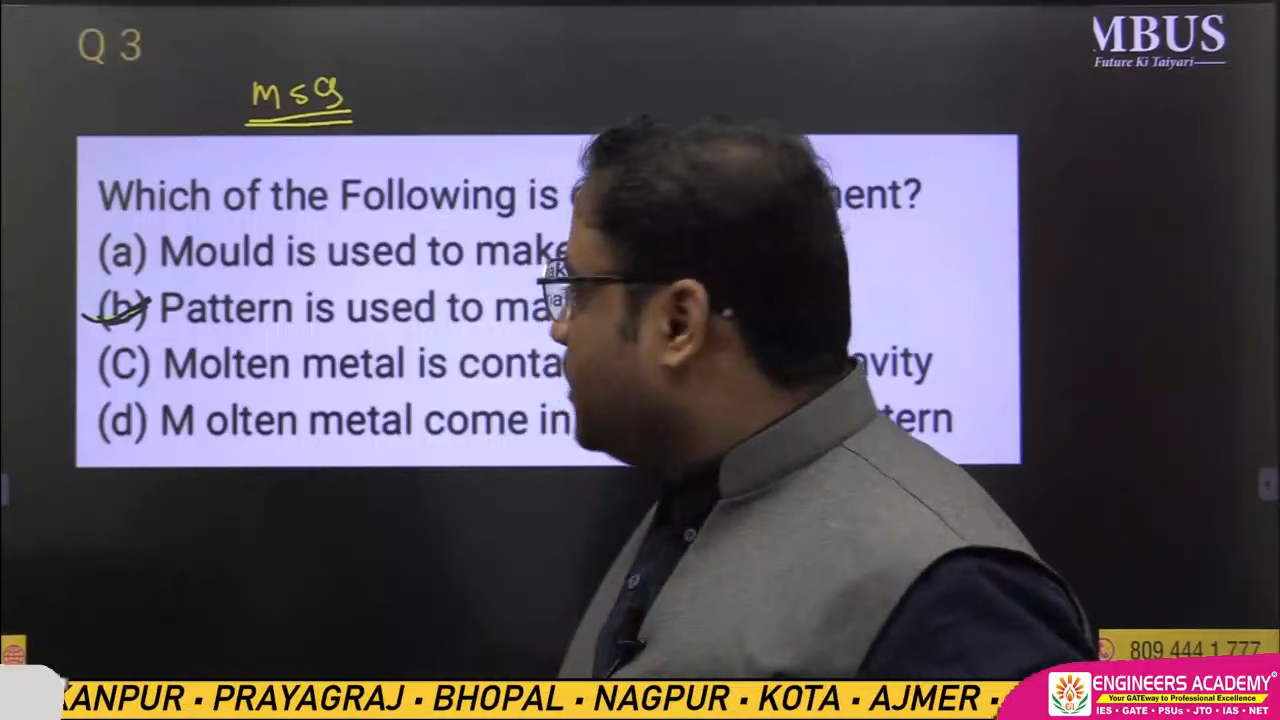 Q 3
MBUS
Future Ki Taiyari
MSQ
Which of the Following is ment?
(a) Mould is used to make
(b) Pattern is used to ma
(C) Molten metal is conta avity
(d) M olten metal come in tern
809 444 1 777
KANPUR • PRAYAGRAJ • BHOPAL • NAGPUR • KOTA • AJMER •
ENGINEERS ACADEMY
Your GATEway to Professional Excellence
IES • GATE • PSUs • JTO • IAS • NET